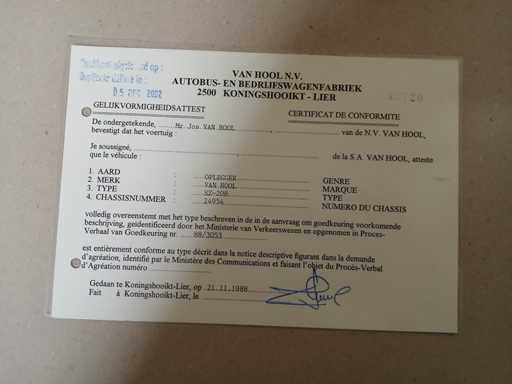 05 DEC 2002
VAN HOOL N.V.
AUTOBUS- EN BEDRIJFSWAGENFABRIEK
2500 KONINGSHOOIKT - LIER
GELIJKVORMIGHEIDSATTEST
CERTIFICAT DE CONFORMITE
De ondergetekende, Mr. Jos VAN HOOL van de N.V. VAN HOOL,
bevestigt dat het voertuig :
Je soussigné, de la S.A. VAN HOOL, atteste
que le véhicule :
1. AARD : OPLEGGER GENRE
2. MERK : VAN HOOL MARQUE
3. TYPE : TYPE
4. CHASSISNUMMER : 24954 NUMERO DU CHASSIS
volledig overeenstemt met het type beschreven in de in de aanvraag om goedkeuring voorkomende
beschrijving, geïdentificeerd door het Ministerie van Verkeerswezen en opgenomen in Proces-
Verbaal van Goedkeuring nr. 88/3053
est entièrement conforme au type décrit dans la notice descriptive figurant dans la demande
d'agréation, identifié par le Ministère des Communications et faisant l'objet du Procès-Verbal
d'Agréation numéro
Gedaan te Koningshooikt-Lier, op 21.11.1988
Fait à Koningshooikt-Lier, le